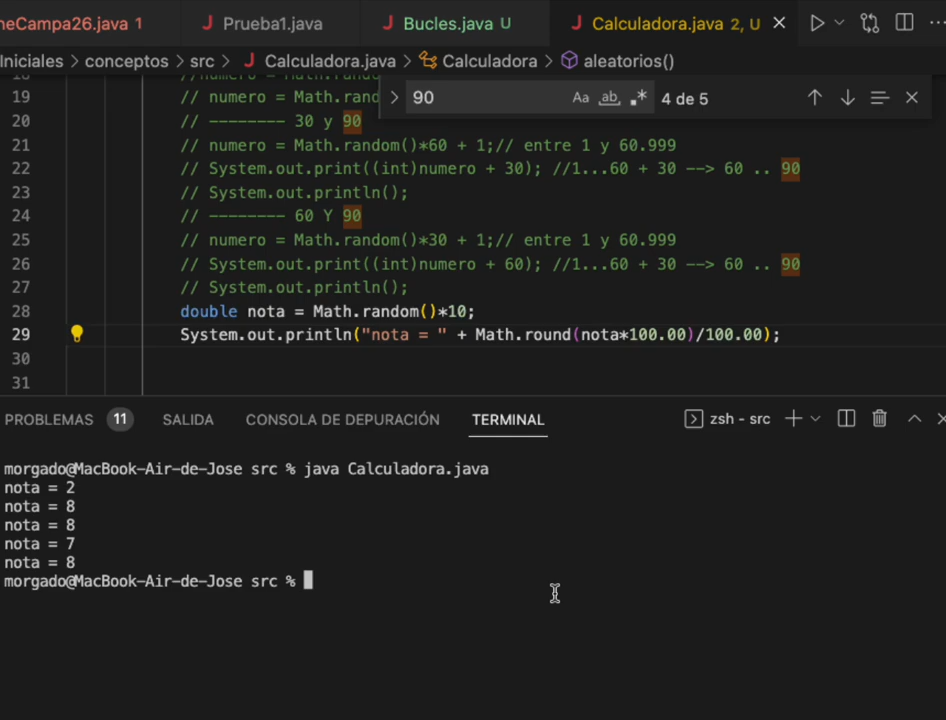 neCampa26.java 1 Prueba1.java Bucles.java U Calculadora.java 2, U
Iniciales > conceptos > src > Calculadora.java > Calculadora > aleatorios()
90 Aa ab .* 4 de 5
18 //numero = Math.random
19 // numero = Math.rand
20 // -------- 30 y 90
21 // numero = Math.random()*60 + 1;// entre 1 y 60.999
22 // System.out.print((int)numero + 30); //1...60 + 30 --> 60 .. 90
23 // System.out.println();
24 // -------- 60 Y 90
25 // numero = Math.random()*30 + 1;// entre 1 y 60.999
26 // System.out.print((int)numero + 60); //1...60 + 30 --> 60 .. 90
27 // System.out.println();
28 double nota = Math.random()*10;
29 System.out.println("nota = " + Math.round(nota*100.00)/100.00);
30
31
PROBLEMAS 11 SALIDA CONSOLA DE DEPURACIÓN TERMINAL zsh - src
morgado@MacBook-Air-de-Jose src % java Calculadora.java
nota = 2
nota = 8
nota = 8
nota = 7
nota = 8
morgado@MacBook-Air-de-Jose src %